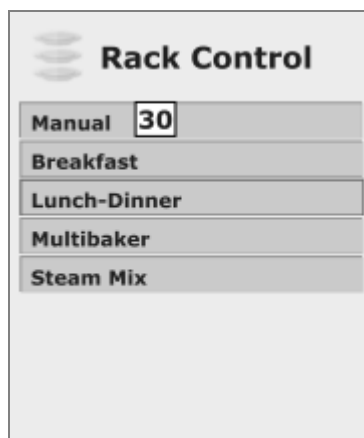 Rack Control
Manual 30
Breakfast
Lunch-Dinner
Multibaker
Steam Mix